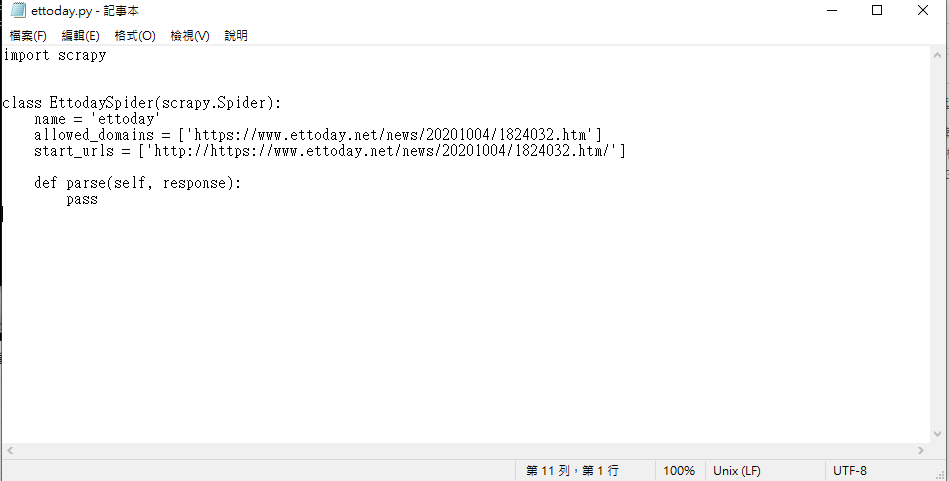 ettoday.py - 記事本
檔案(F) 編輯(E) 格式(O) 檢視(V) 說明
import scrapy
class EttodaySpider(scrapy.Spider):
    name = 'ettoday'
    allowed_domains = ['https://www.ettoday.net/news/20201004/1824032.htm']
    start_urls = ['http://https://www.ettoday.net/news/20201004/1824032.htm/']
    def parse(self, response):
        pass
第 11 列，第 1 行 100% Unix (LF) UTF-8